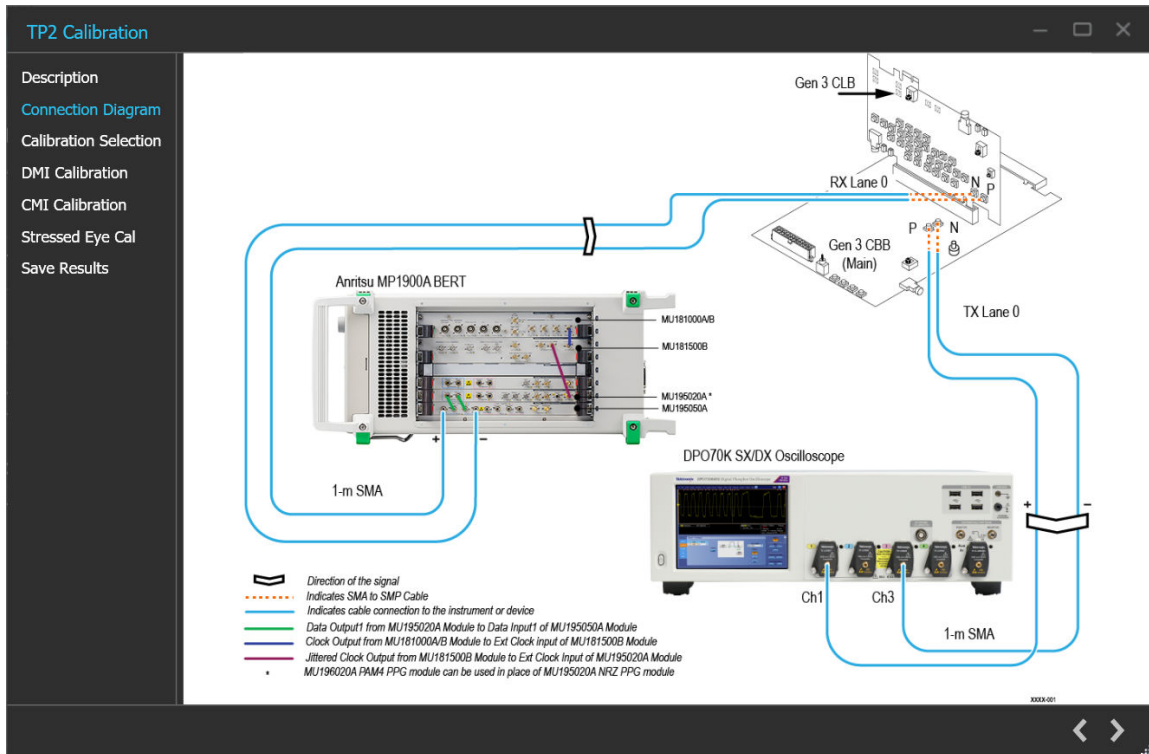 TP2 Calibration
Description
Connection Diagram
Calibration Selection
DMI Calibration
CMI Calibration
Stressed Eye Cal
Save Results
Gen 3 CLB
RX Lane 0
N
P
P
N
Gen 3 CBB
(Main)
TX Lane 0
Anritsu MP1900A BERT
MU181000A/B
MU181500B
MU195020A *
MU195050A
+
–
1-m SMA
DPO70K SX/DX Oscilloscope
Tektronix
+
–
Ch1
Ch3
1-m SMA
Direction of the signal
Indicates SMA to SMP Cable
Indicates cable connection to the instrument or device
Data Output1 from MU195020A Module to Data Input1 of MU195050A Module
Clock Output from MU181000A/B Module to Ext Clock input of MU181500B Module
Jittered Clock Output from MU181500B Module to Ext Clock Input of MU195020A Module
* MU196020A PAM4 PPG module can be used in place of MU195020A NRZ PPG module
XXXX-001